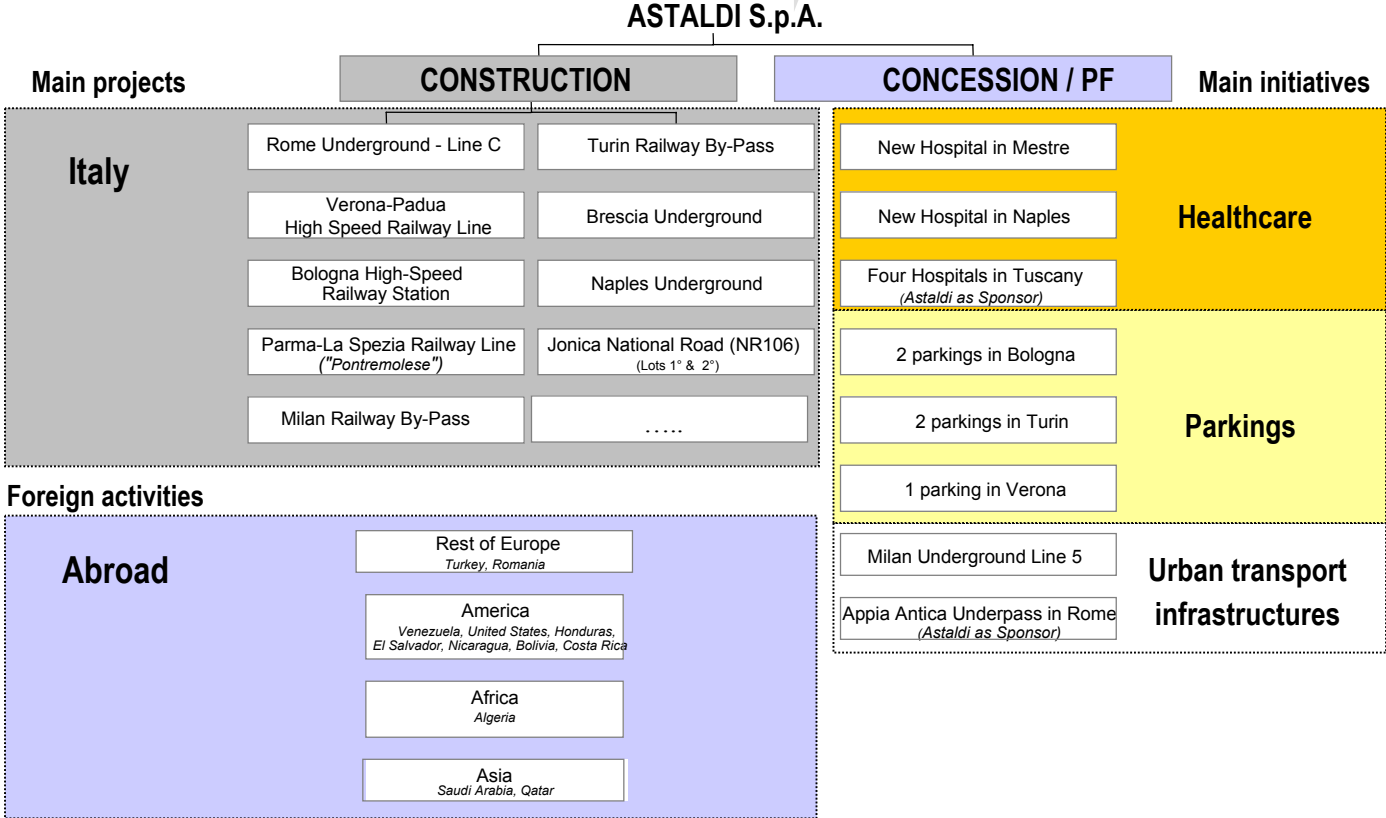 ASTALDI S.p.A.
Main projects
CONSTRUCTION
CONCESSION / PF
Main initiatives
Italy
Rome Underground - Line C
Turin Railway By-Pass
Verona-Padua
High Speed Railway Line
Brescia Underground
Bologna High-Speed
Railway Station
Naples Underground
Parma-La Spezia Railway Line
("Pontremolese")
Jonica National Road (NR106)
(Lots 1° & 2°)
Milan Railway By-Pass
.....
New Hospital in Mestre
New Hospital in Naples
Four Hospitals in Tuscany
(Astaldi as Sponsor)
Healthcare
2 parkings in Bologna
2 parkings in Turin
1 parking in Verona
Parkings
Milan Underground Line 5
Appia Antica Underpass in Rome
(Astaldi as Sponsor)
Urban transport
infrastructures
Foreign activities
Abroad
Rest of Europe
Turkey, Romania
America
Venezuela, United States, Honduras,
El Salvador, Nicaragua, Bolivia, Costa Rica
Africa
Algeria
Asia
Saudi Arabia, Qatar